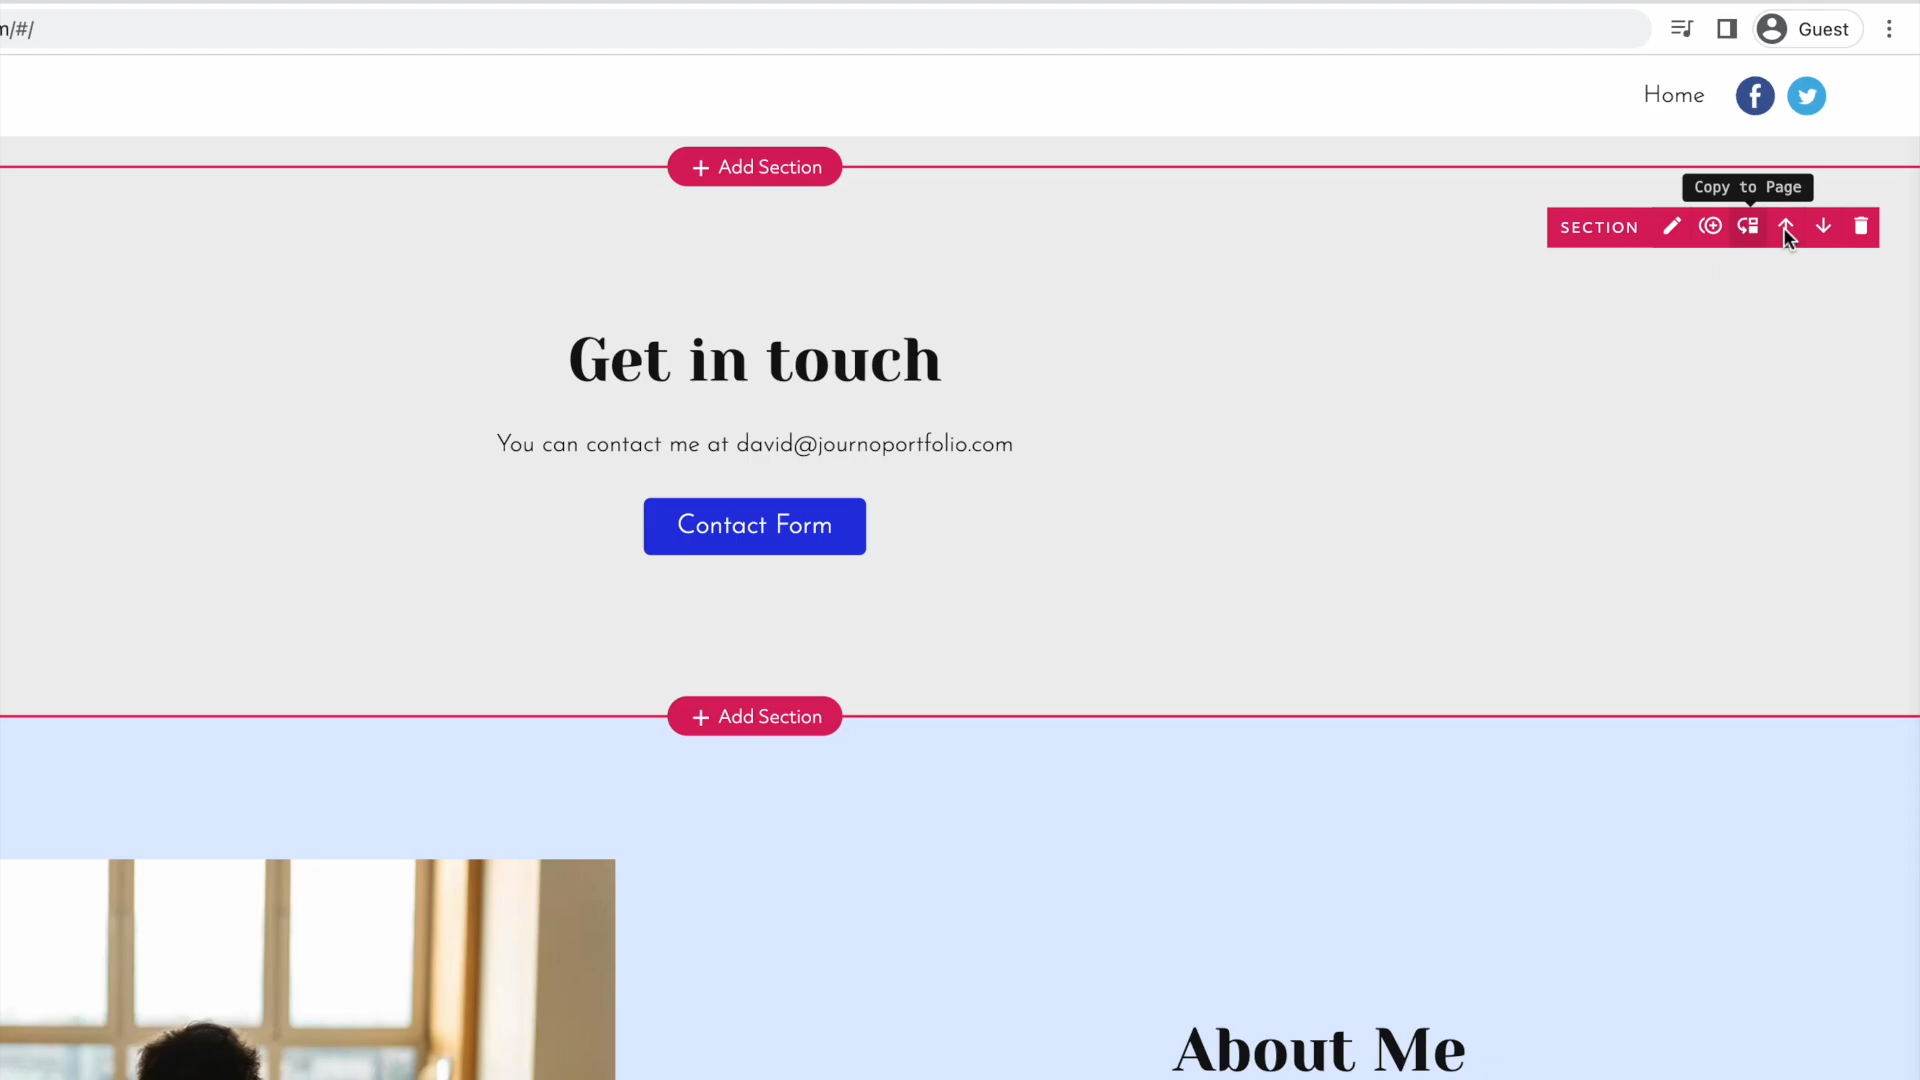 m/#/
Guest
Home
+ Add Section
Copy to Page
SECTION
Get in touch
You can contact me at david@journoportfolio.com
Contact Form
+ Add Section
About Me